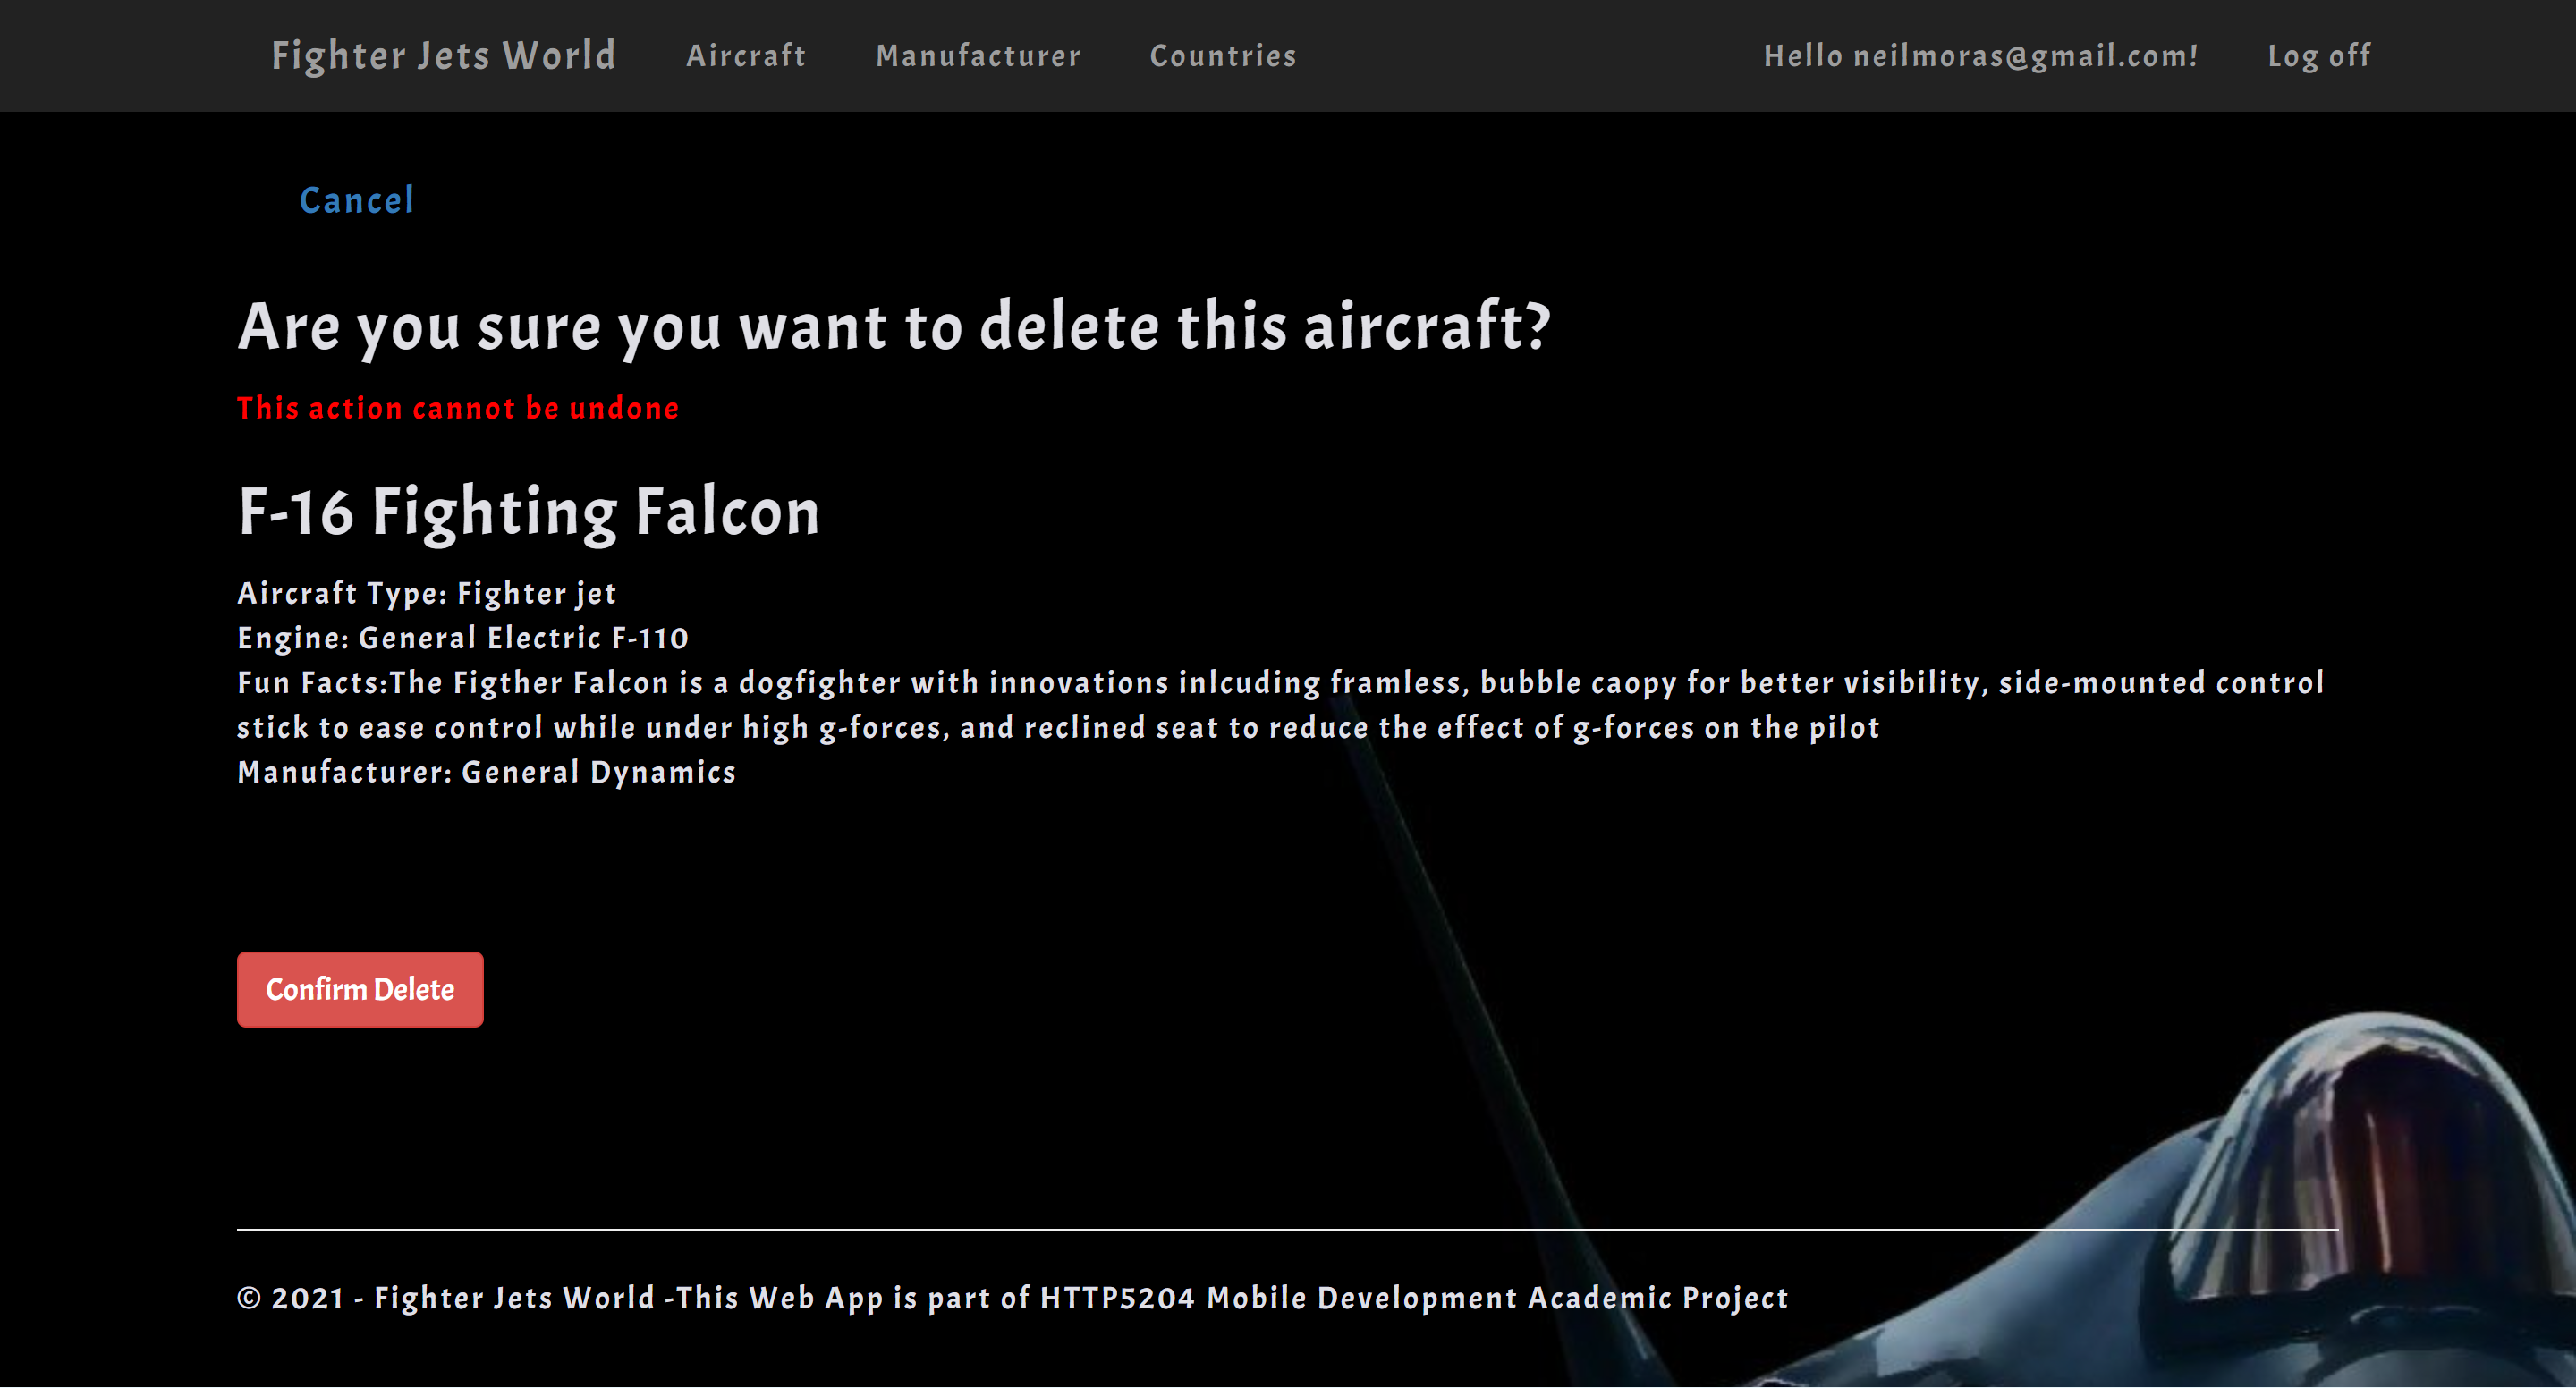 Fighter Jets World Aircraft Manufacturer Countries Hello neilmoras@gmail.com! Log off
Cancel
Are you sure you want to delete this aircraft?
This action cannot be undone
F-16 Fighting Falcon
Aircraft Type: Fighter jet
Engine: General Electric F-110
Fun Facts:The Figther Falcon is a dogfighter with innovations inlcuding framless, bubble caopy for better visibility, side-mounted control
stick to ease control while under high g-forces, and reclined seat to reduce the effect of g-forces on the pilot
Manufacturer: General Dynamics
Confirm Delete
© 2021 - Fighter Jets World -This Web App is part of HTTP5204 Mobile Development Academic Project